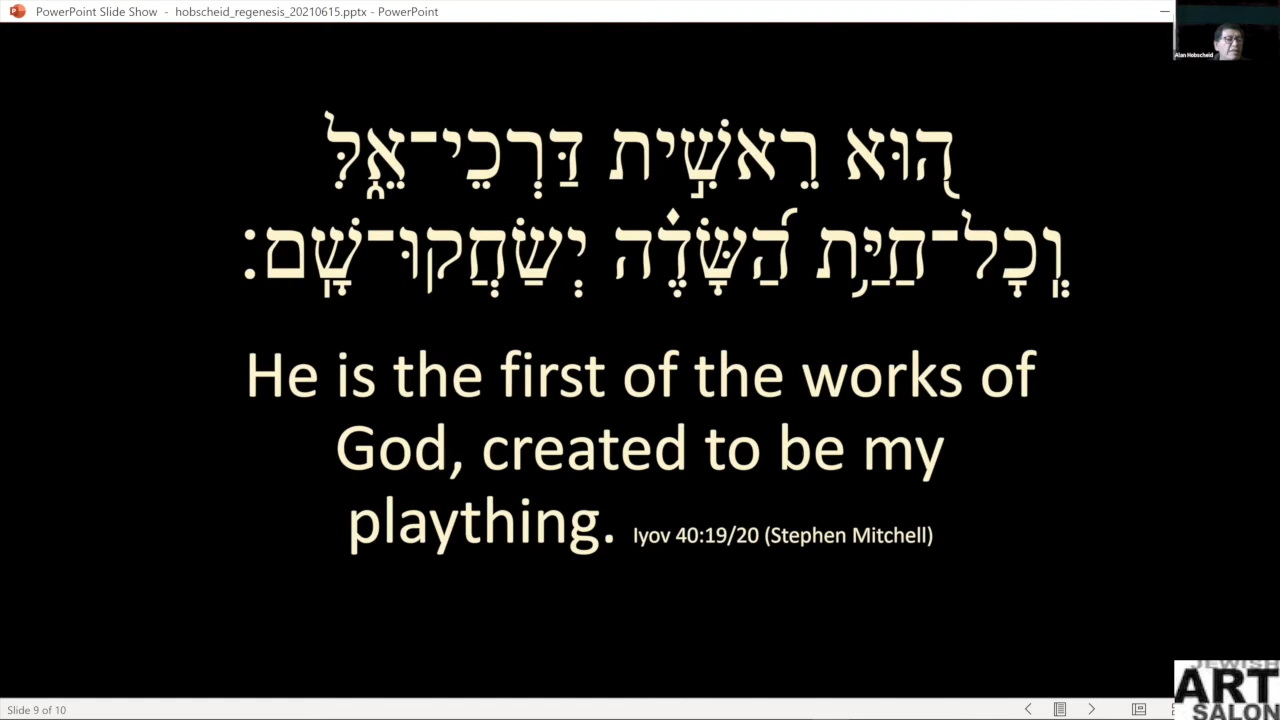 PowerPoint Slide Show - hobscheid_regenesis_20210615.pptx - PowerPoint
Alan Hobscheid
ה֖וּא רֵאשִׁ֣ית דַּרְכֵי־אֵ֑ל
וְֽכָל־חַיַּ֥ת הַ֝שָּׂדֶ֗ה יְשַׂחֲקוּ־שָֽׁם׃
He is the first of the works of
God, created to be my
plaything. Iyov 40:19/20 (Stephen Mitchell)
JEWISH
ART
SALON
Slide 9 of 10